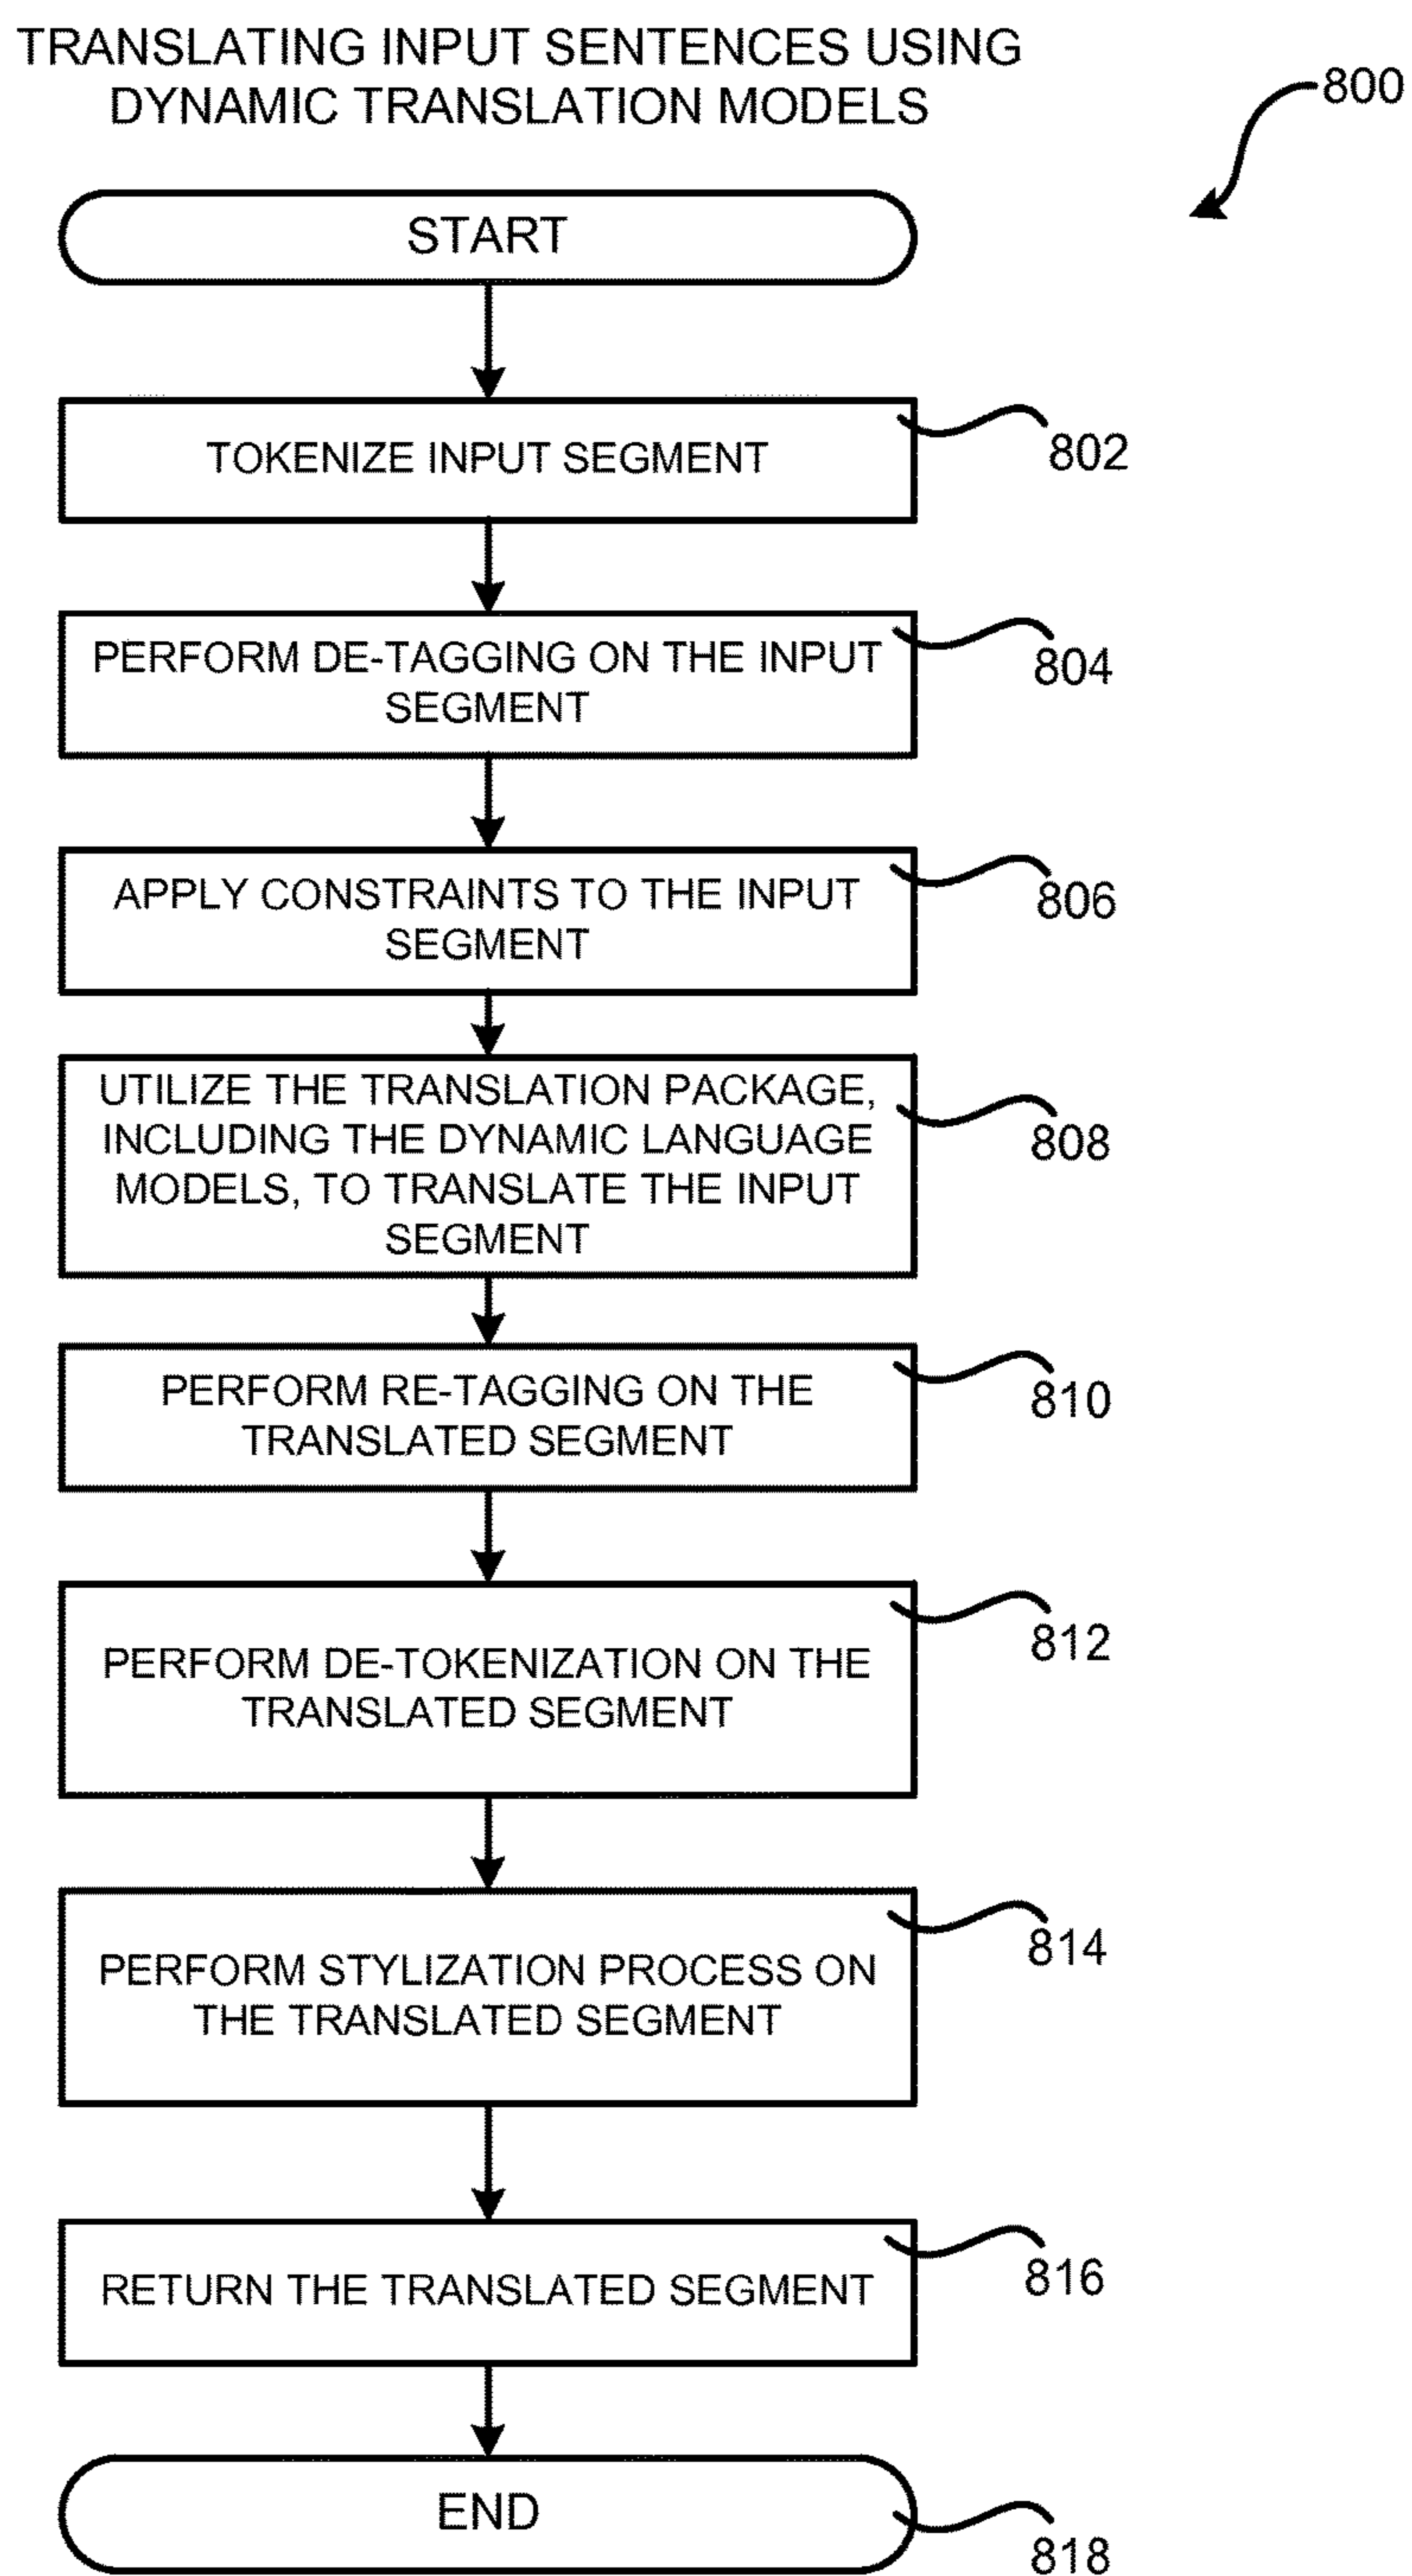 TRANSLATING INPUT SENTENCES USING
DYNAMIC TRANSLATION MODELS
800
START
TOKENIZE INPUT SEGMENT
802
PERFORM DE-TAGGING ON THE INPUT
SEGMENT
804
APPLY CONSTRAINTS TO THE INPUT
SEGMENT
806
UTILIZE THE TRANSLATION PACKAGE,
INCLUDING THE DYNAMIC LANGUAGE
MODELS, TO TRANSLATE THE INPUT
SEGMENT
808
PERFORM RE-TAGGING ON THE
TRANSLATED SEGMENT
810
PERFORM DE-TOKENIZATION ON THE
TRANSLATED SEGMENT
812
PERFORM STYLIZATION PROCESS ON
THE TRANSLATED SEGMENT
814
RETURN THE TRANSLATED SEGMENT
816
END
818